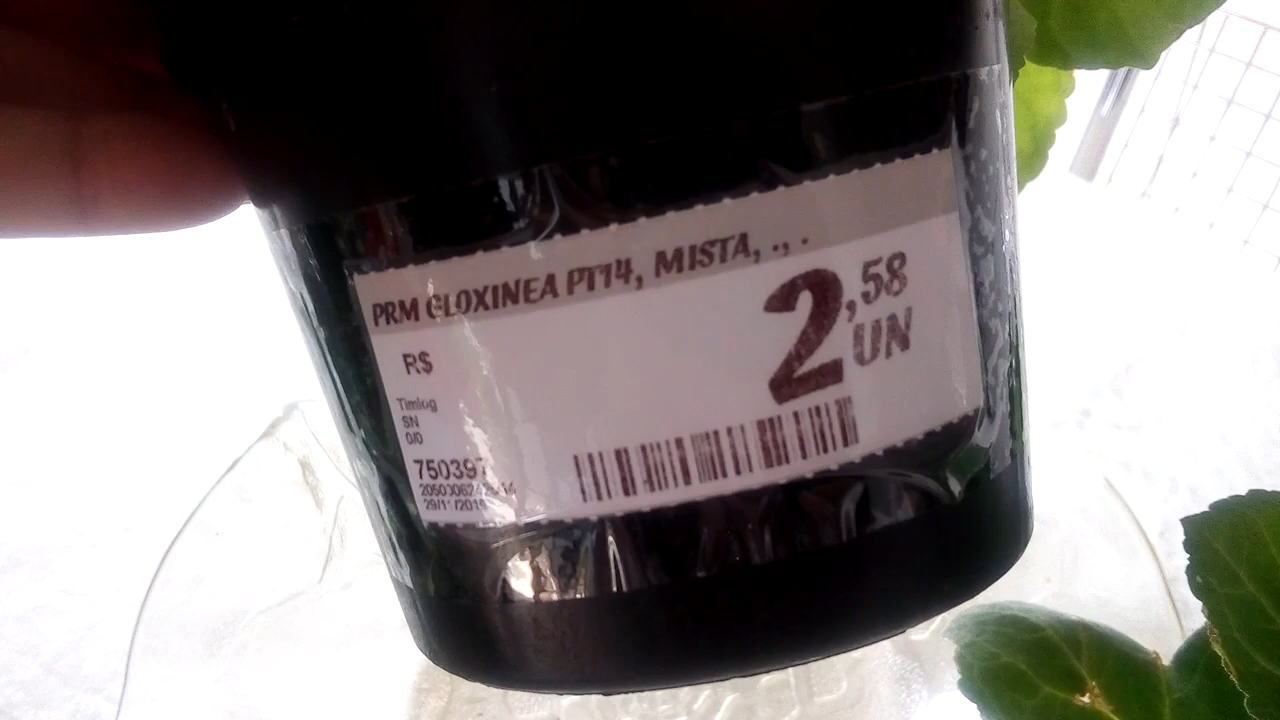 PRM GLOXINEA PT14, MISTA, ., .
R$
2,58
UN
Timlog
SN
0/0
750397